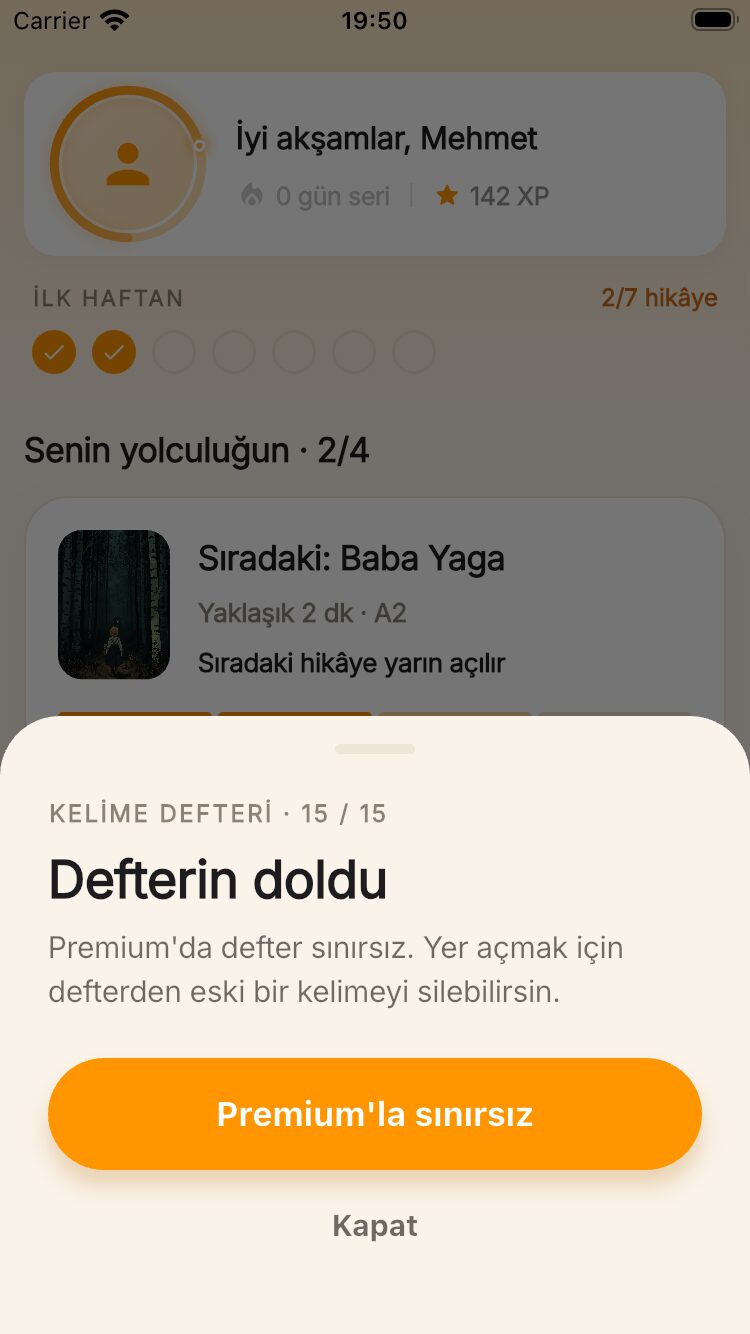 Carrier 19:50
İyi akşamlar, Mehmet
0 gün seri | 142 XP
İLK HAFTAN 2/7 hikâye
Senin yolculuğun · 2/4
Sıradaki: Baba Yaga
Yaklaşık 2 dk · A2
Sıradaki hikâye yarın açılır
KELİME DEFTERİ · 15 / 15
Defterin doldu
Premium'da defter sınırsız. Yer açmak için
defterden eski bir kelimeyi silebilirsin.
Premium'la sınırsız
Kapat